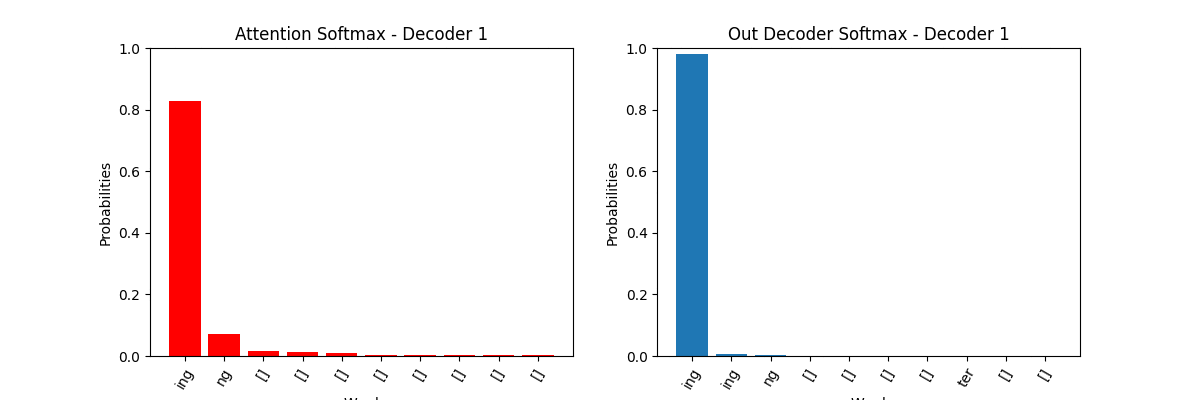 Attention Softmax - Decoder 1
Probabilities
1.0
0.8
0.6
0.4
0.2
0.0
ing
ng
[]
[]
[]
[]
[]
[]
[]
[]
Out Decoder Softmax - Decoder 1
Probabilities
1.0
0.8
0.6
0.4
0.2
0.0
ing
ing
ng
[]
[]
[]
[]
ter
[]
[]